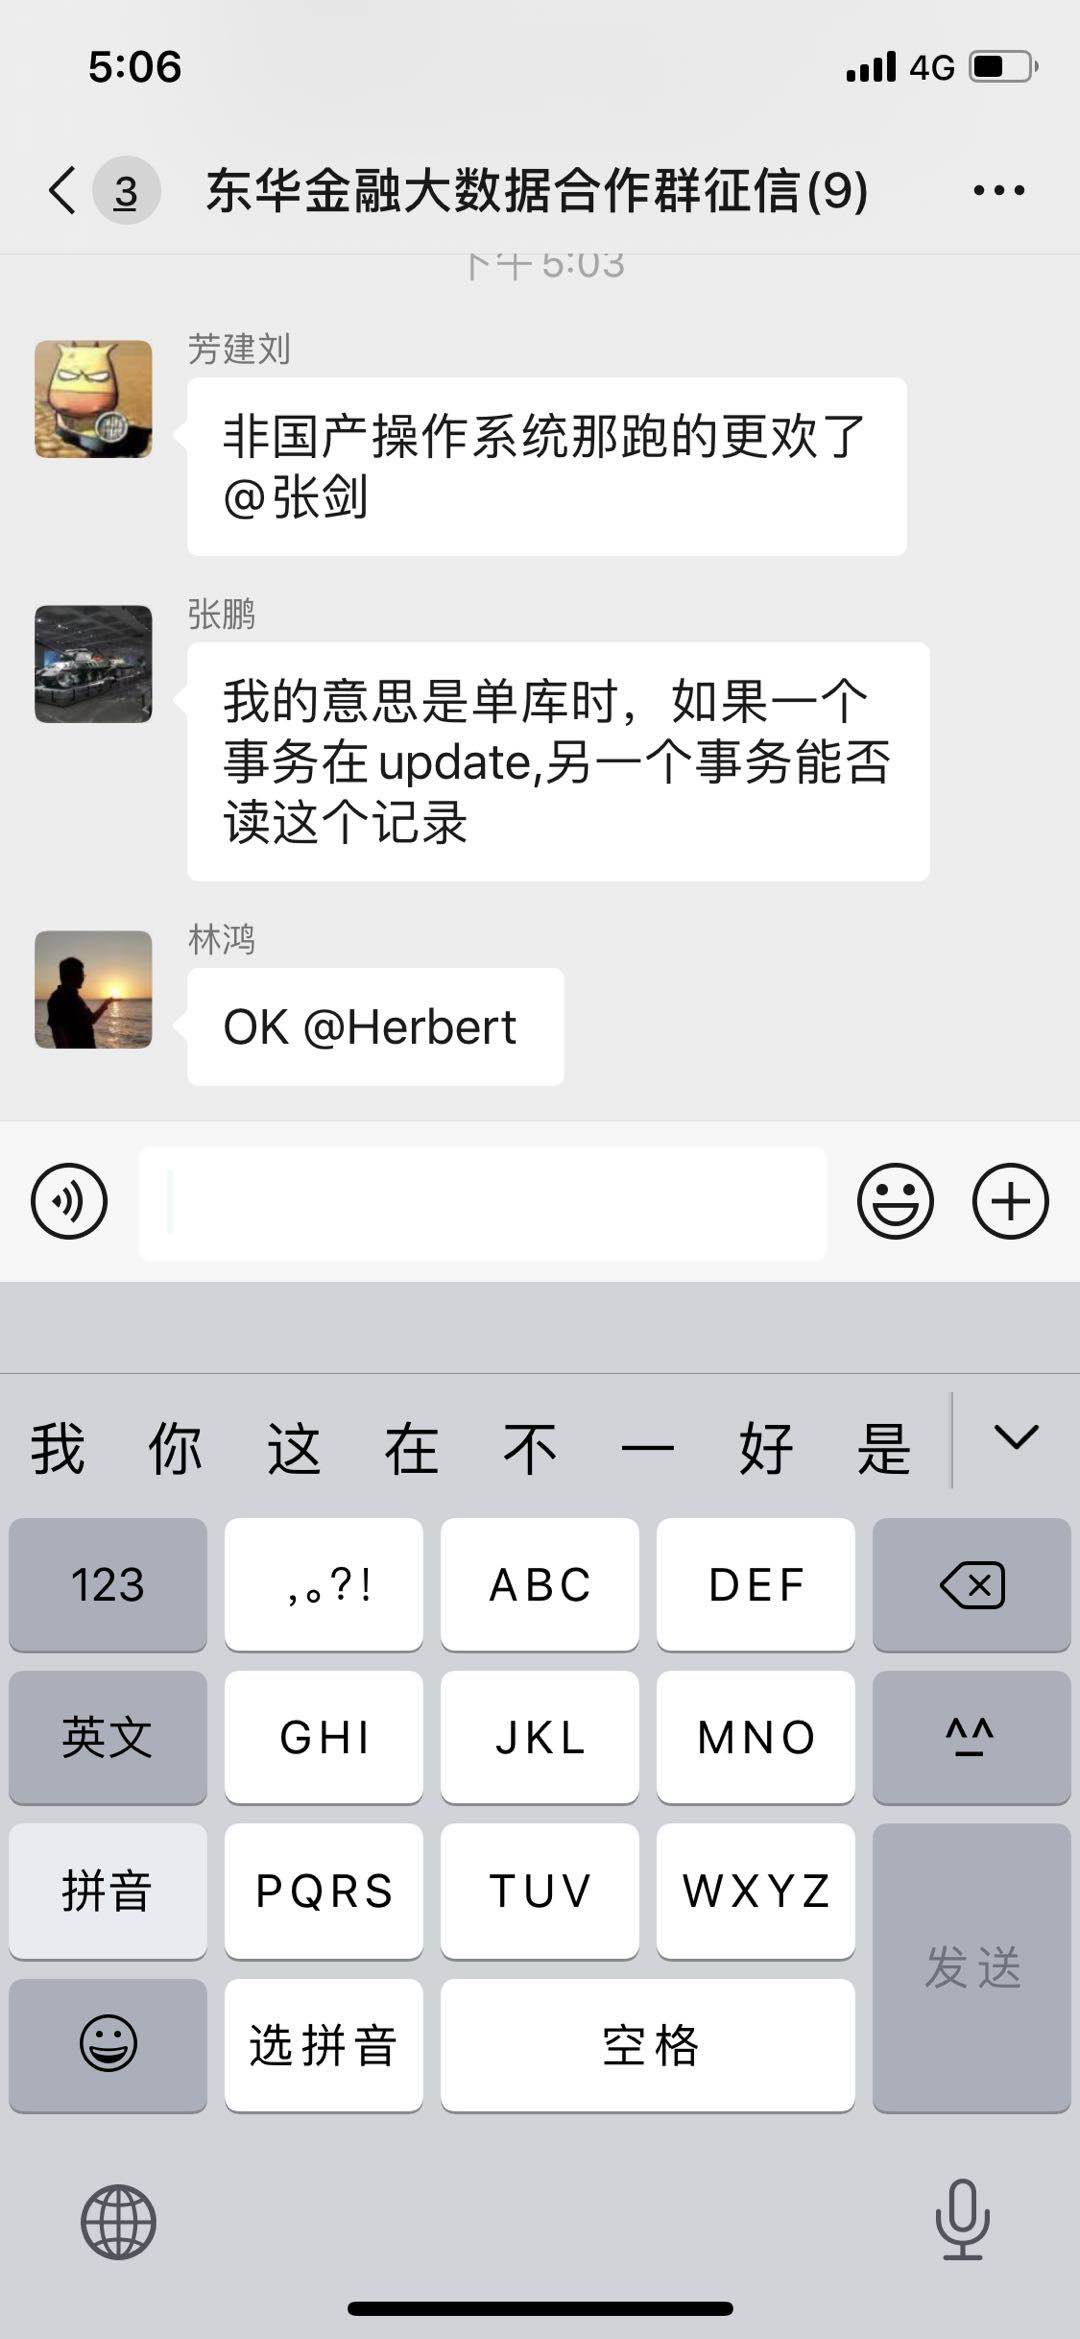 5:06
4G
3
东华金融大数据合作群征信(9)
下午 5:03
芳建刘
非国产操作系统那跑的更欢了
@张剑
张鹏
我的意思是单库时，如果一个
事务在update,另一个事务能否
读这个记录
林鸿
OK @Herbert
我 你 这 在 不 一 好 是
123
,。?!
ABC
DEF
英文
GHI
JKL
MNO
^^
拼音
PQRS
TUV
WXYZ
发送
选拼音
空格